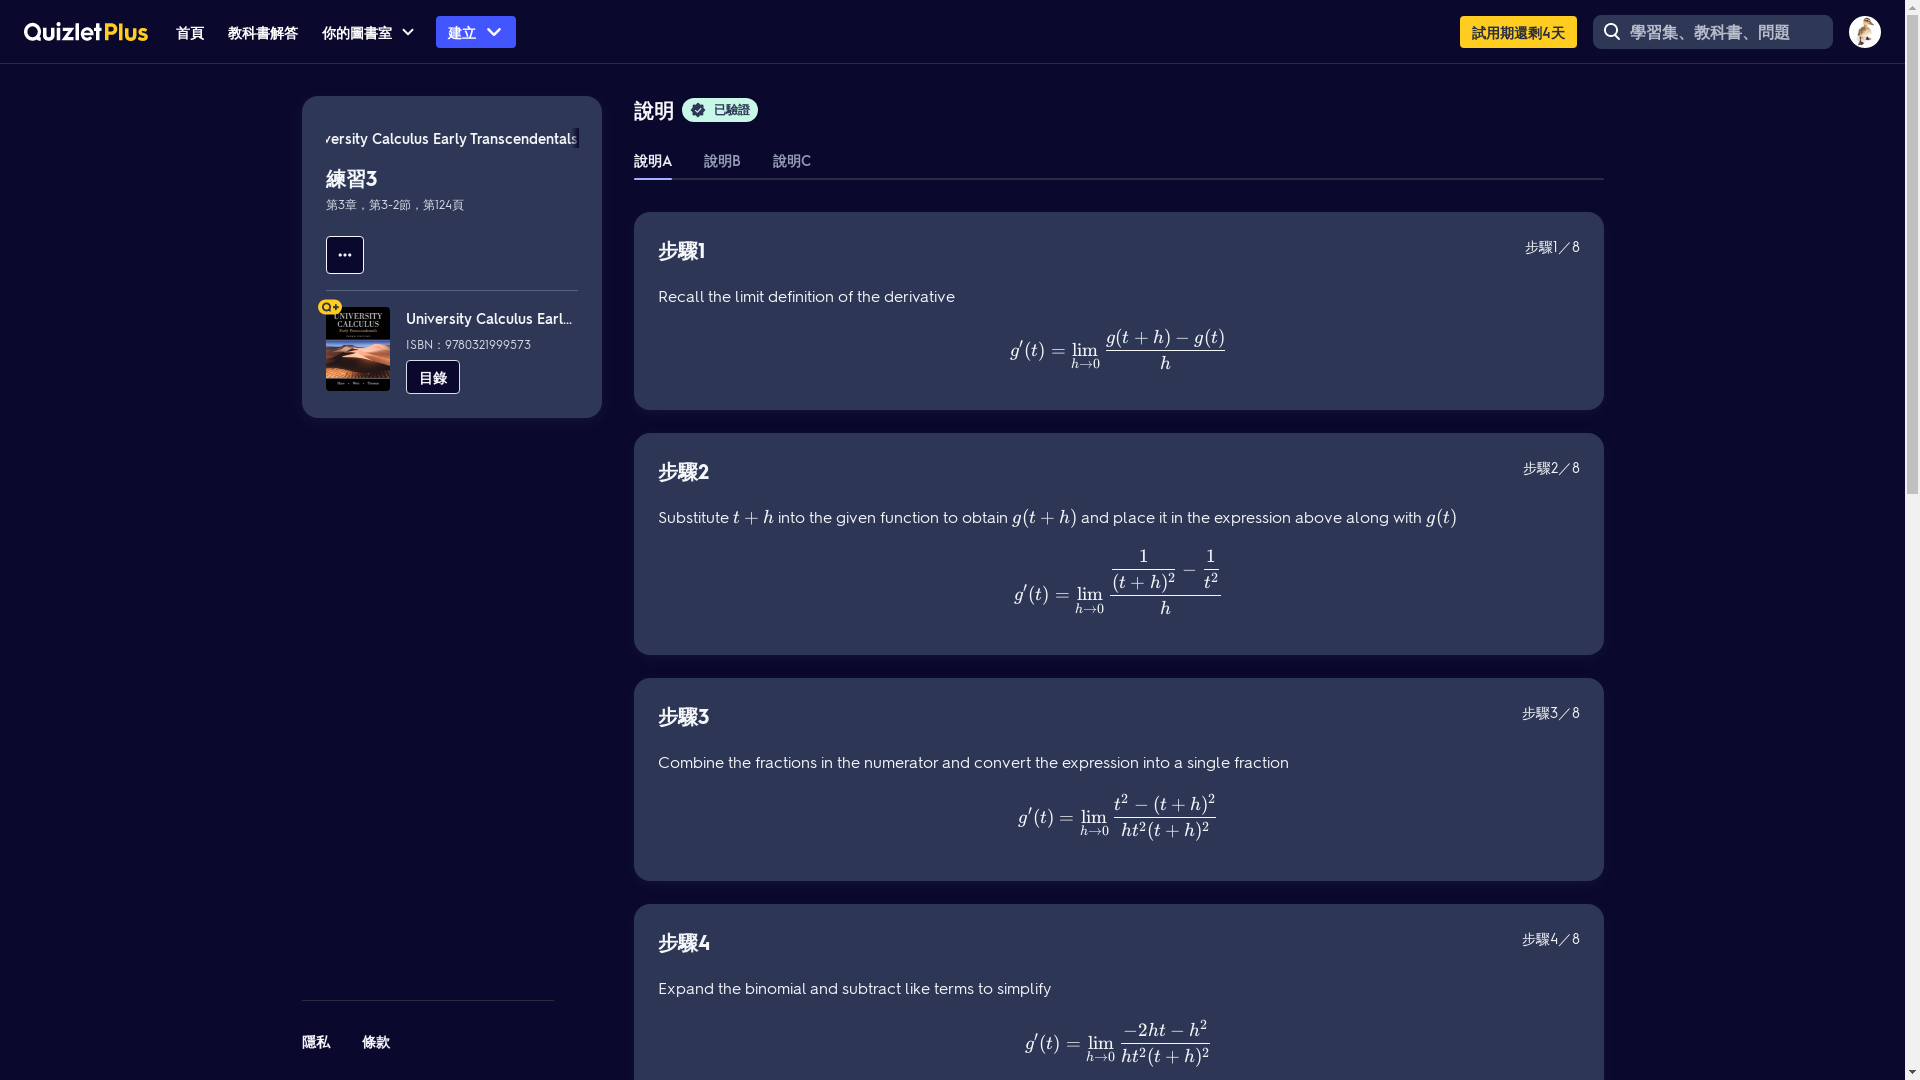 QuizletPlus 首頁 教科書解答 你的圖書室 建立 試用期還剩4天 學習集、教科書、問題
versity Calculus Early Transcendentals
練習3
第3章，第3-2節，第124頁
Q+
UNIVERSITY
CALCULUS
University Calculus Earl...
ISBN：9780321999573
目錄
隱私 條款
說明 已驗證
說明A 說明B 說明C
步驟1 步驟1／8
Recall the limit definition of the derivative
g′(t) = lim_{h→0} \frac{g(t + h) − g(t)}{h}
步驟2 步驟2／8
Substitute t + h into the given function to obtain g(t + h) and place it in the expression above along with g(t)
g′(t) = lim_{h→0} \frac{\frac{1}{(t + h)^2} − \frac{1}{t^2}}{h}
步驟3 步驟3／8
Combine the fractions in the numerator and convert the expression into a single fraction
g′(t) = lim_{h→0} \frac{t^2 − (t + h)^2}{ht^2(t + h)^2}
步驟4 步驟4／8
Expand the binomial and subtract like terms to simplify
g′(t) = lim_{h→0} \frac{−2ht − h^2}{ht^2(t + h)^2}